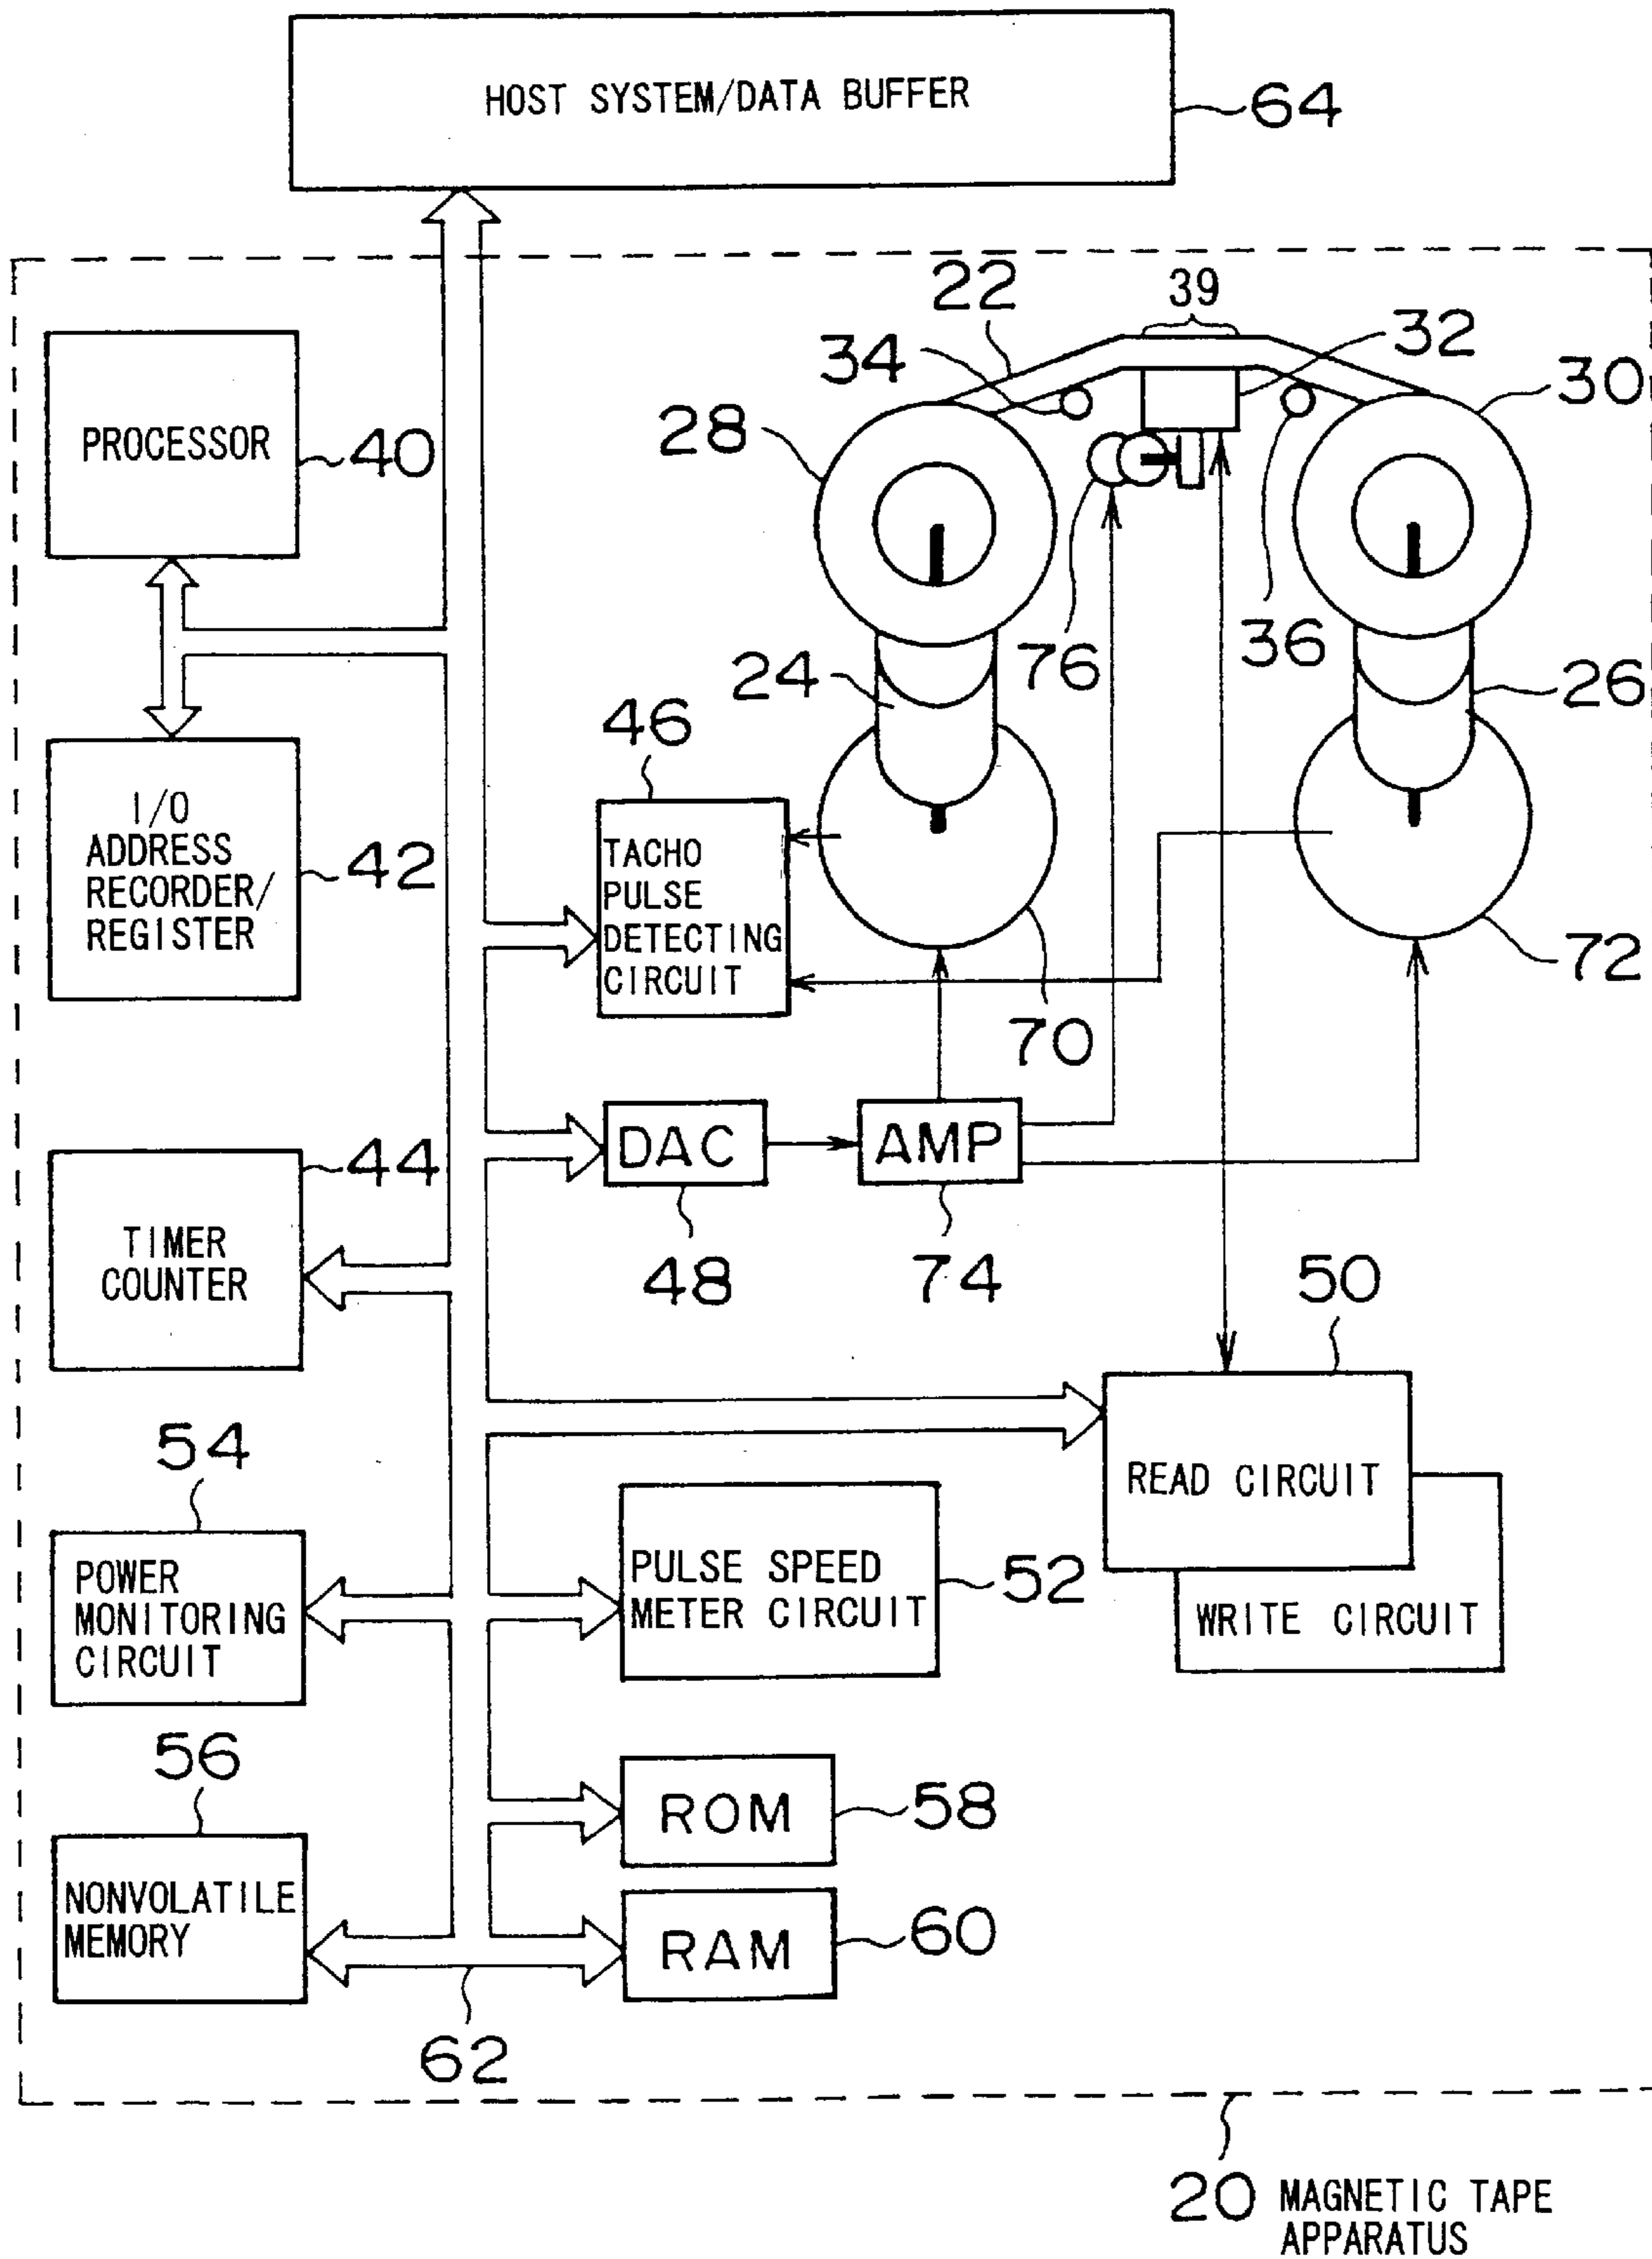 HOST SYSTEM/DATA BUFFER
64
22
39
34
32
30
28
PROCESSOR
40
76
36
24
26
46
I/O
ADDRESS
RECORDER/
REGISTER
42
TACHO
PULSE
DETECTING
CIRCUIT
72
70
44
DAC
AMP
TIMER
COUNTER
48
74
50
54
READ CIRCUIT
POWER
MONITORING
CIRCUIT
PULSE SPEED
METER CIRCUIT
52
WRITE CIRCUIT
56
ROM
58
NONVOLATILE
MEMORY
RAM
60
62
20 MAGNETIC TAPE
APPARATUS